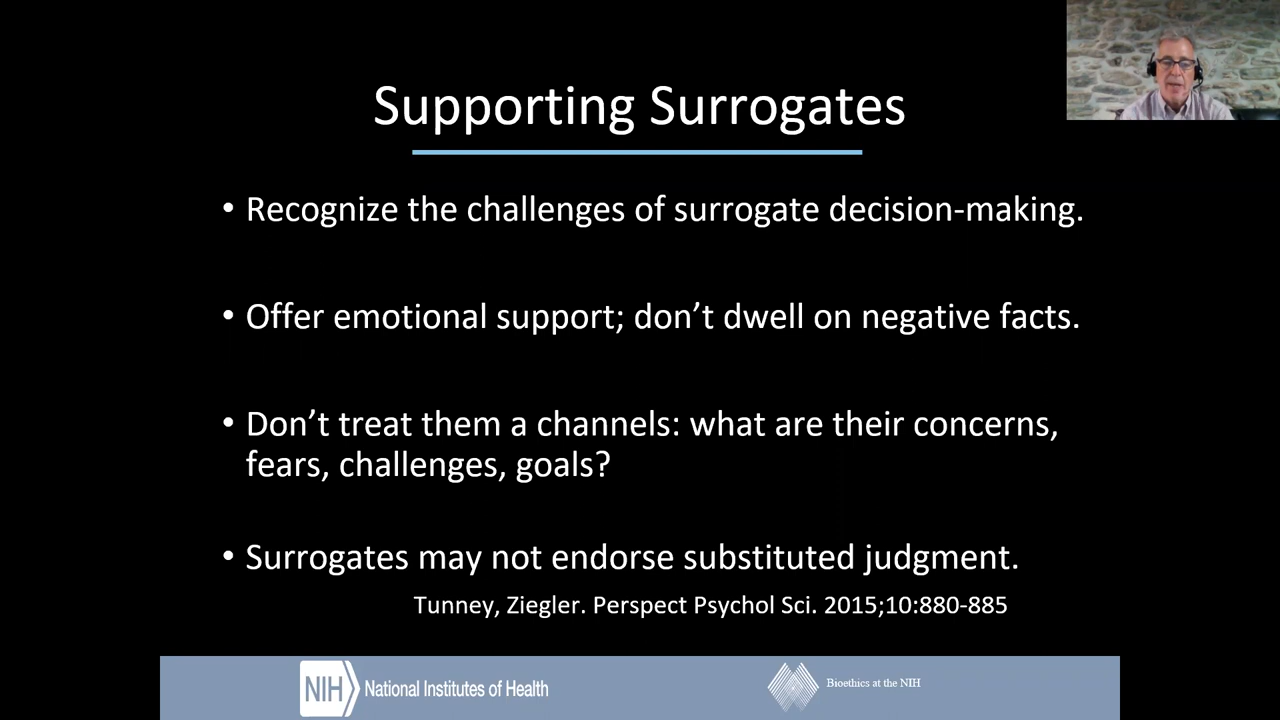 Supporting Surrogates
• Recognize the challenges of surrogate decision-making.
• Offer emotional support; don’t dwell on negative facts.
• Don’t treat them a channels: what are their concerns,
fears, challenges, goals?
• Surrogates may not endorse substituted judgment.
Tunney, Ziegler. Perspect Psychol Sci. 2015;10:880-885
NIH National Institutes of Health
Bioethics at the NIH